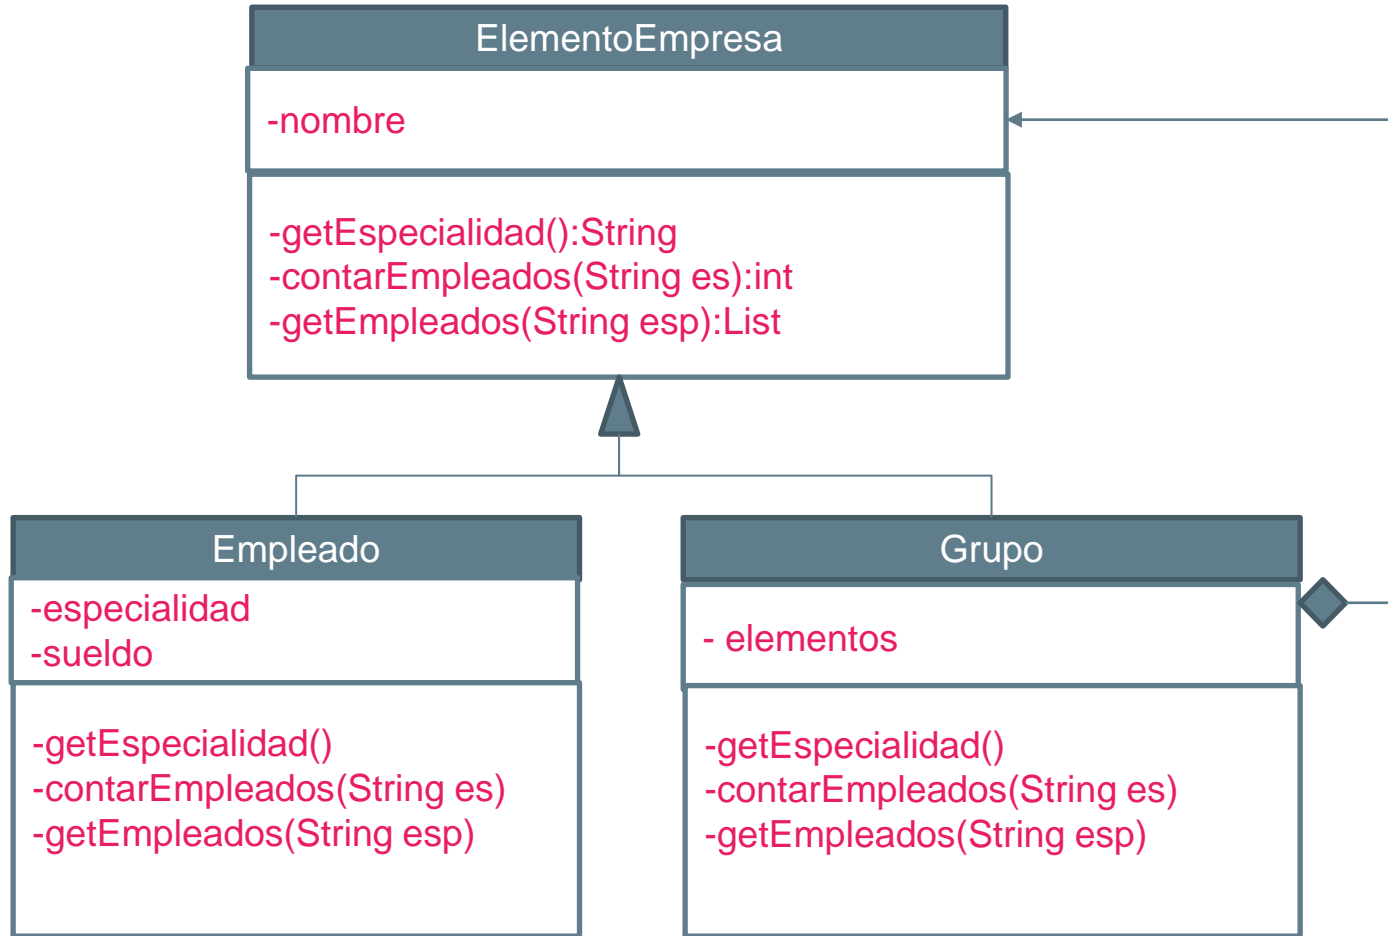 ElementoEmpresa
-nombre
-getEspecialidad():String
-contarEmpleados(String es):int
-getEmpleados(String esp):List
Empleado
-especialidad
-sueldo
-getEspecialidad()
-contarEmpleados(String es)
-getEmpleados(String esp)
Grupo
- elementos
-getEspecialidad()
-contarEmpleados(String es)
-getEmpleados(String esp)